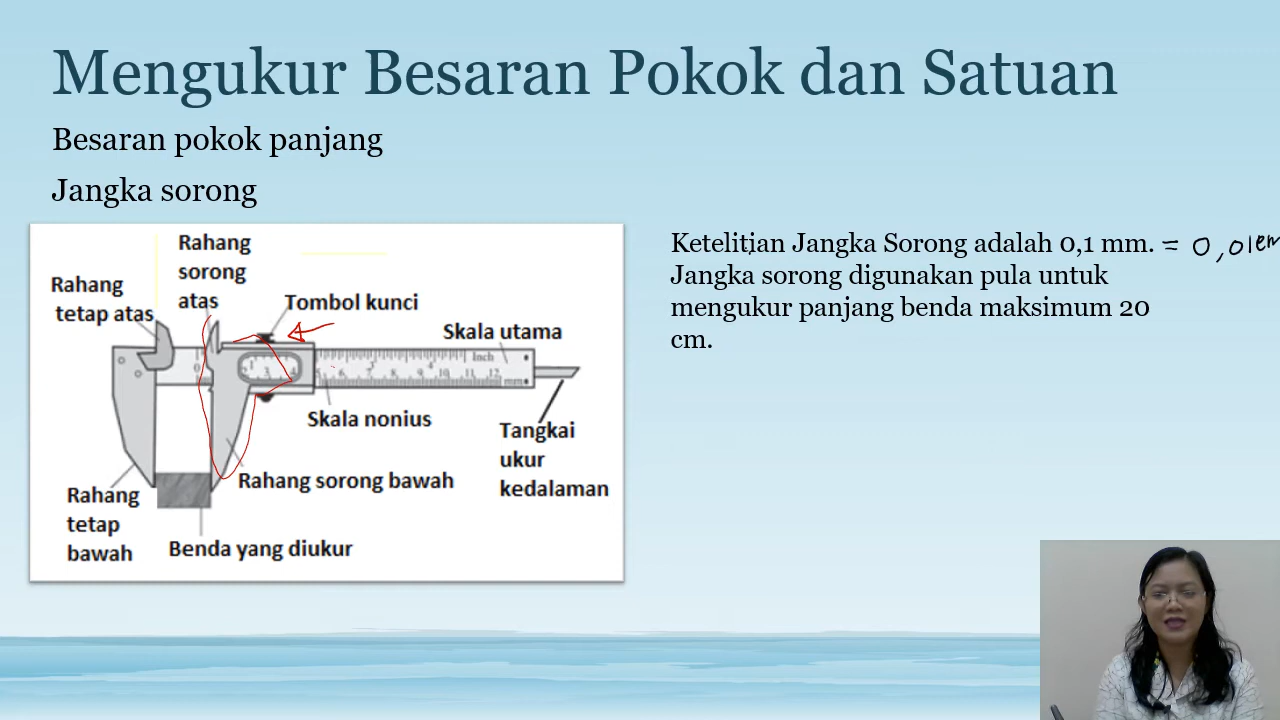 Mengukur Besaran Pokok dan Satuan
Besaran pokok panjang
Jangka sorong
Rahang
sorong
atas
Rahang
tetap atas
Tombol kunci
Skala utama
Inch
mm
Skala nonius
Tangkai
ukur
kedalaman
Rahang sorong bawah
Rahang
tetap
bawah
Benda yang diukur
Ketelitian Jangka Sorong adalah 0,1 mm. = 0,01cm
Jangka sorong digunakan pula untuk
mengukur panjang benda maksimum 20
cm.